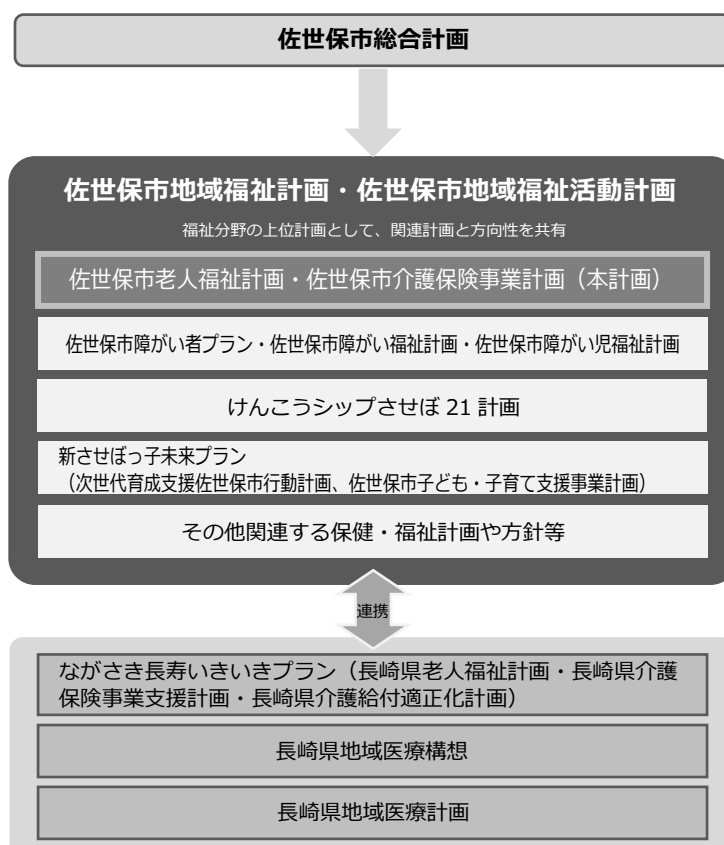 佐世保市総合計画
佐世保市地域福祉計画・佐世保市地域福祉活動計画
福祉分野の上位計画として、関連計画と方向性を共有
佐世保市老人福祉計画・佐世保市介護保険事業計画（本計画）
佐世保市障がい者プラン・佐世保市障がい福祉計画・佐世保市障がい児福祉計画
けんこうシップさせぼ 21 計画
新させぼっ子未来プラン
（次世代育成支援佐世保市行動計画、佐世保市子ども・子育て支援事業計画）
その他関連する保健・福祉計画や方針等
連携
ながさき長寿いきいきプラン（長崎県老人福祉計画・長崎県介護
保険事業支援計画・長崎県介護給付適正化計画）
長崎県地域医療構想
長崎県地域医療計画